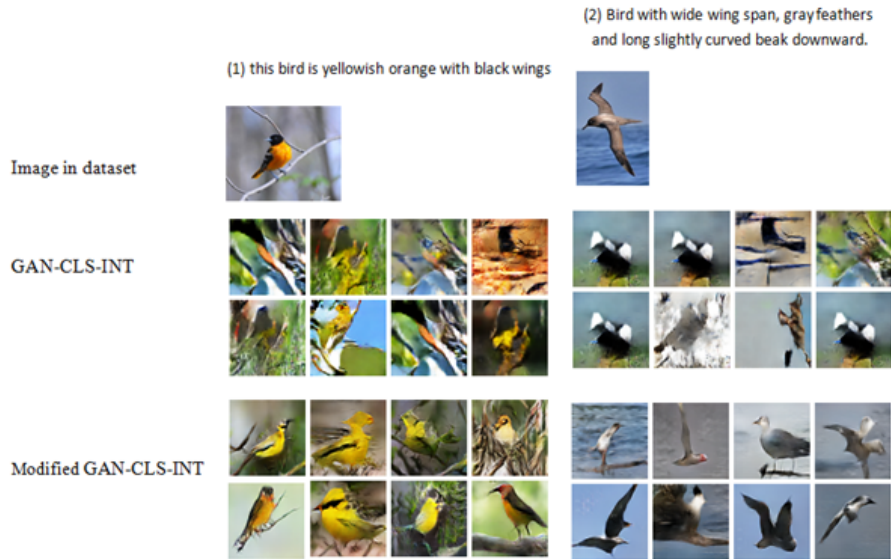 (2) Bird with wide wing span, gray feathers
and long slightly curved beak downward.
(1) this bird is yellowish orange with black wings
Image in dataset
GAN-CLS-INT
Modified GAN-CLS-INT